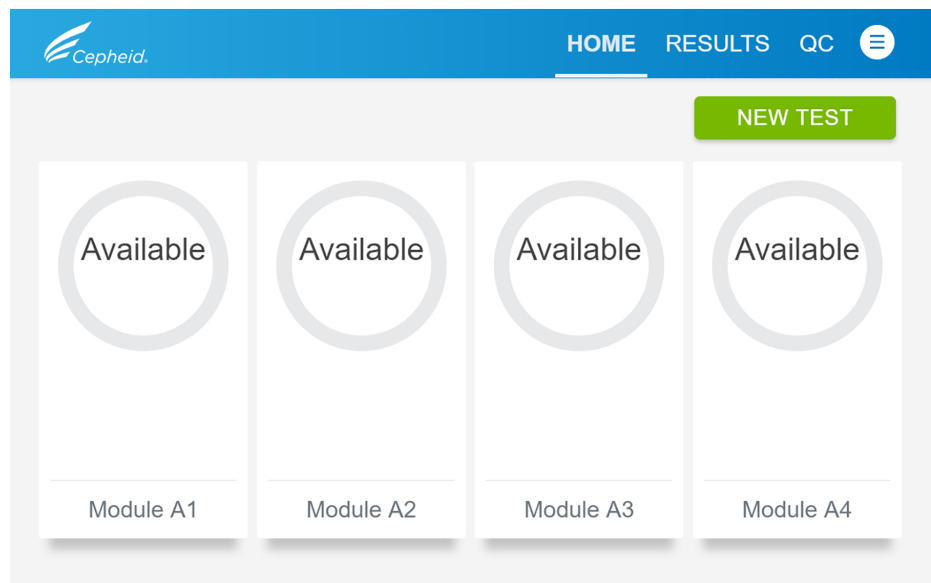 Cepheid.
HOME RESULTS QC
NEW TEST
Available Available Available Available
Module A1 Module A2 Module A3 Module A4